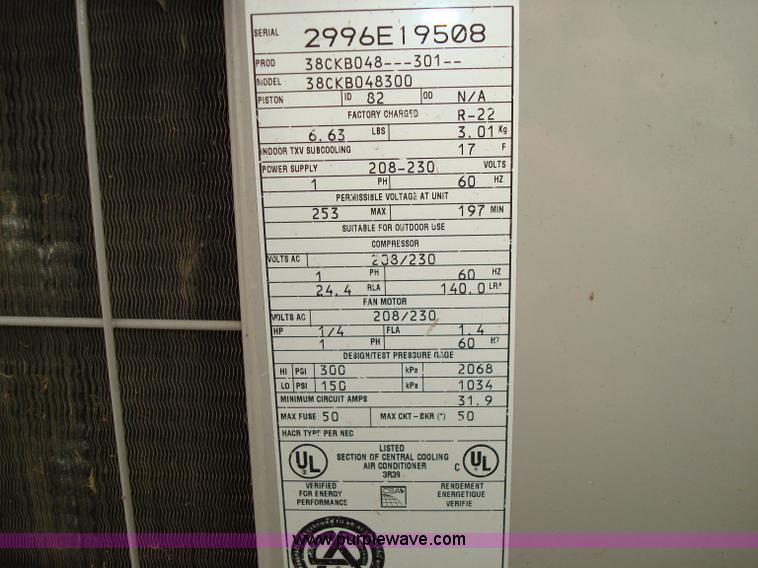 SERIAL 2996E19508
PROD 38CKB048---301--
MODEL 38CKB048300
PISTON ID 82 OD N/A
FACTORY CHARGED R-22
6.63 LBS 3.01 Kg
INDOOR TXV SUBCOOLING 17 F
POWER SUPPLY 208-230 VOLTS
1 PH 60 HZ
PERMISSIBLE VOLTAGE AT UNIT
253 MAX 197 MIN
SUITABLE FOR OUTDOOR USE
COMPRESSOR
VOLTS AC 208/230
1 PH 60 HZ
24.4 RLA 140.0 LRA
FAN MOTOR
VOLTS AC 208/230
HP 1/4 FLA 1.4
1 PH 60 HZ
DESIGN/TEST PRESSURE GAGE
HI PSI 300 kPa 2068
LO PSI 150 kPa 1034
MINIMUM CIRCUIT AMPS 31.9
MAX FUSE 50 MAX CKT-BKR (*) 50
HACR TYPE PER NEC
UL LISTED C UL
SECTION OF CENTRAL COOLING
AIR CONDITIONER
3R39
VERIFIED
FOR ENERGY
PERFORMANCE
CSA
RENDEMENT
ENERGETIQUE
VERIFIE
www.purplewave.com